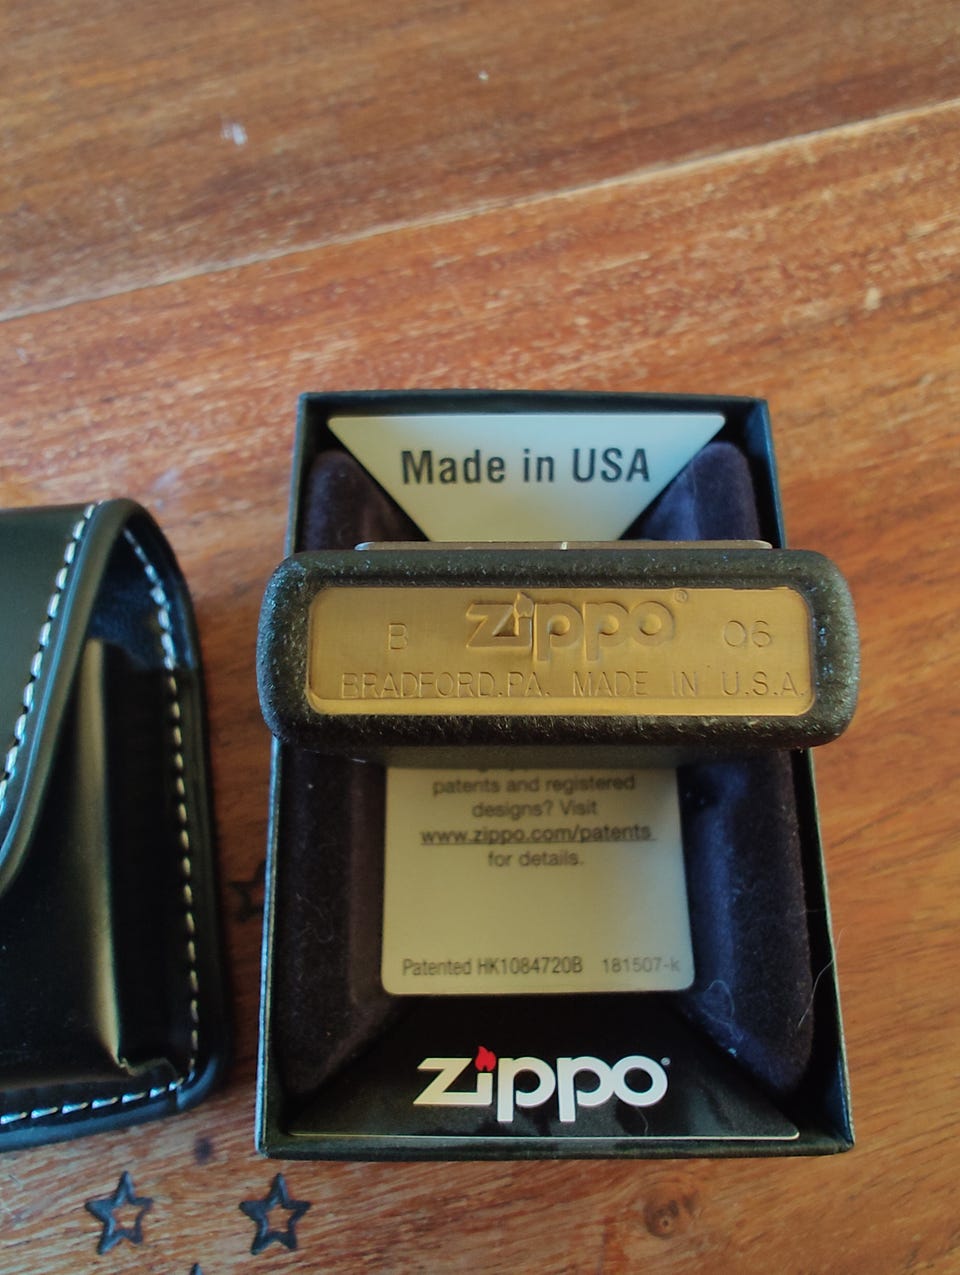 Made in USA
zippo®
B 06
BRADFORD.PA. MADE IN U.S.A.
patents and registered
designs? Visit
www.zippo.com/patents
for details.
Patented HK1084720B 181507-k
zippo®